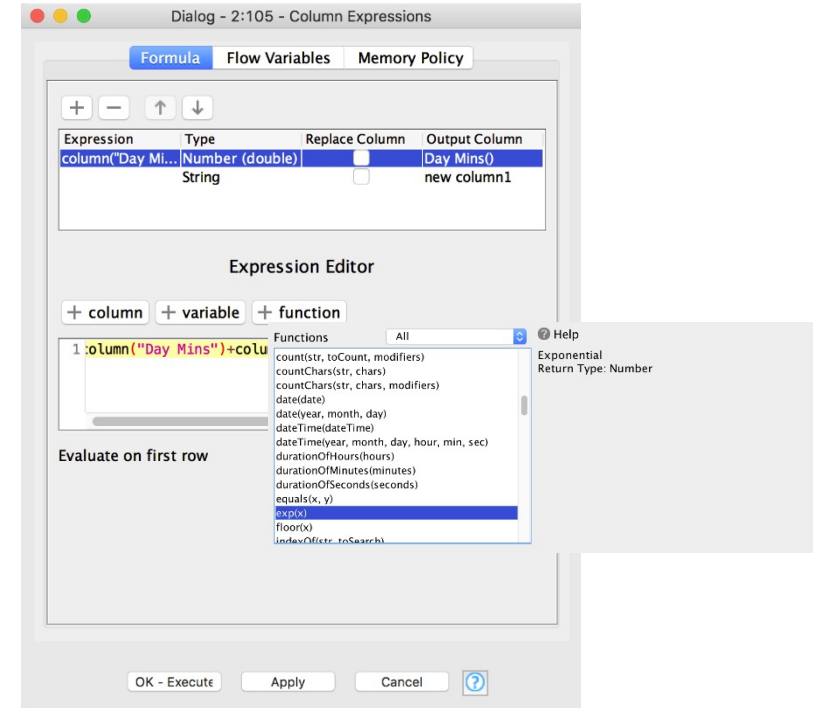 Dialog - 2:105 - Column Expressions
Formula Flow Variables Memory Policy
Expression Type Replace Column Output Column
column("Day Mi... Number (double) Day Mins()
String new column1
Expression Editor
+ column + variable + function
Functions All ? Help
1 column("Day Mins")+colu
Exponential
Return Type: Number
count(str, toCount, modifiers)
countChars(str, chars)
countChars(str, chars, modifiers)
date(date)
date(year, month, day)
dateTime(dateTime)
dateTime(year, month, day, hour, min, sec)
durationOfHours(hours)
durationOfMinutes(minutes)
durationOfSeconds(seconds)
equals(x, y)
exp(x)
floor(x)
indexOf(str, toSearch)
Evaluate on first row
OK - Execute Apply Cancel ?